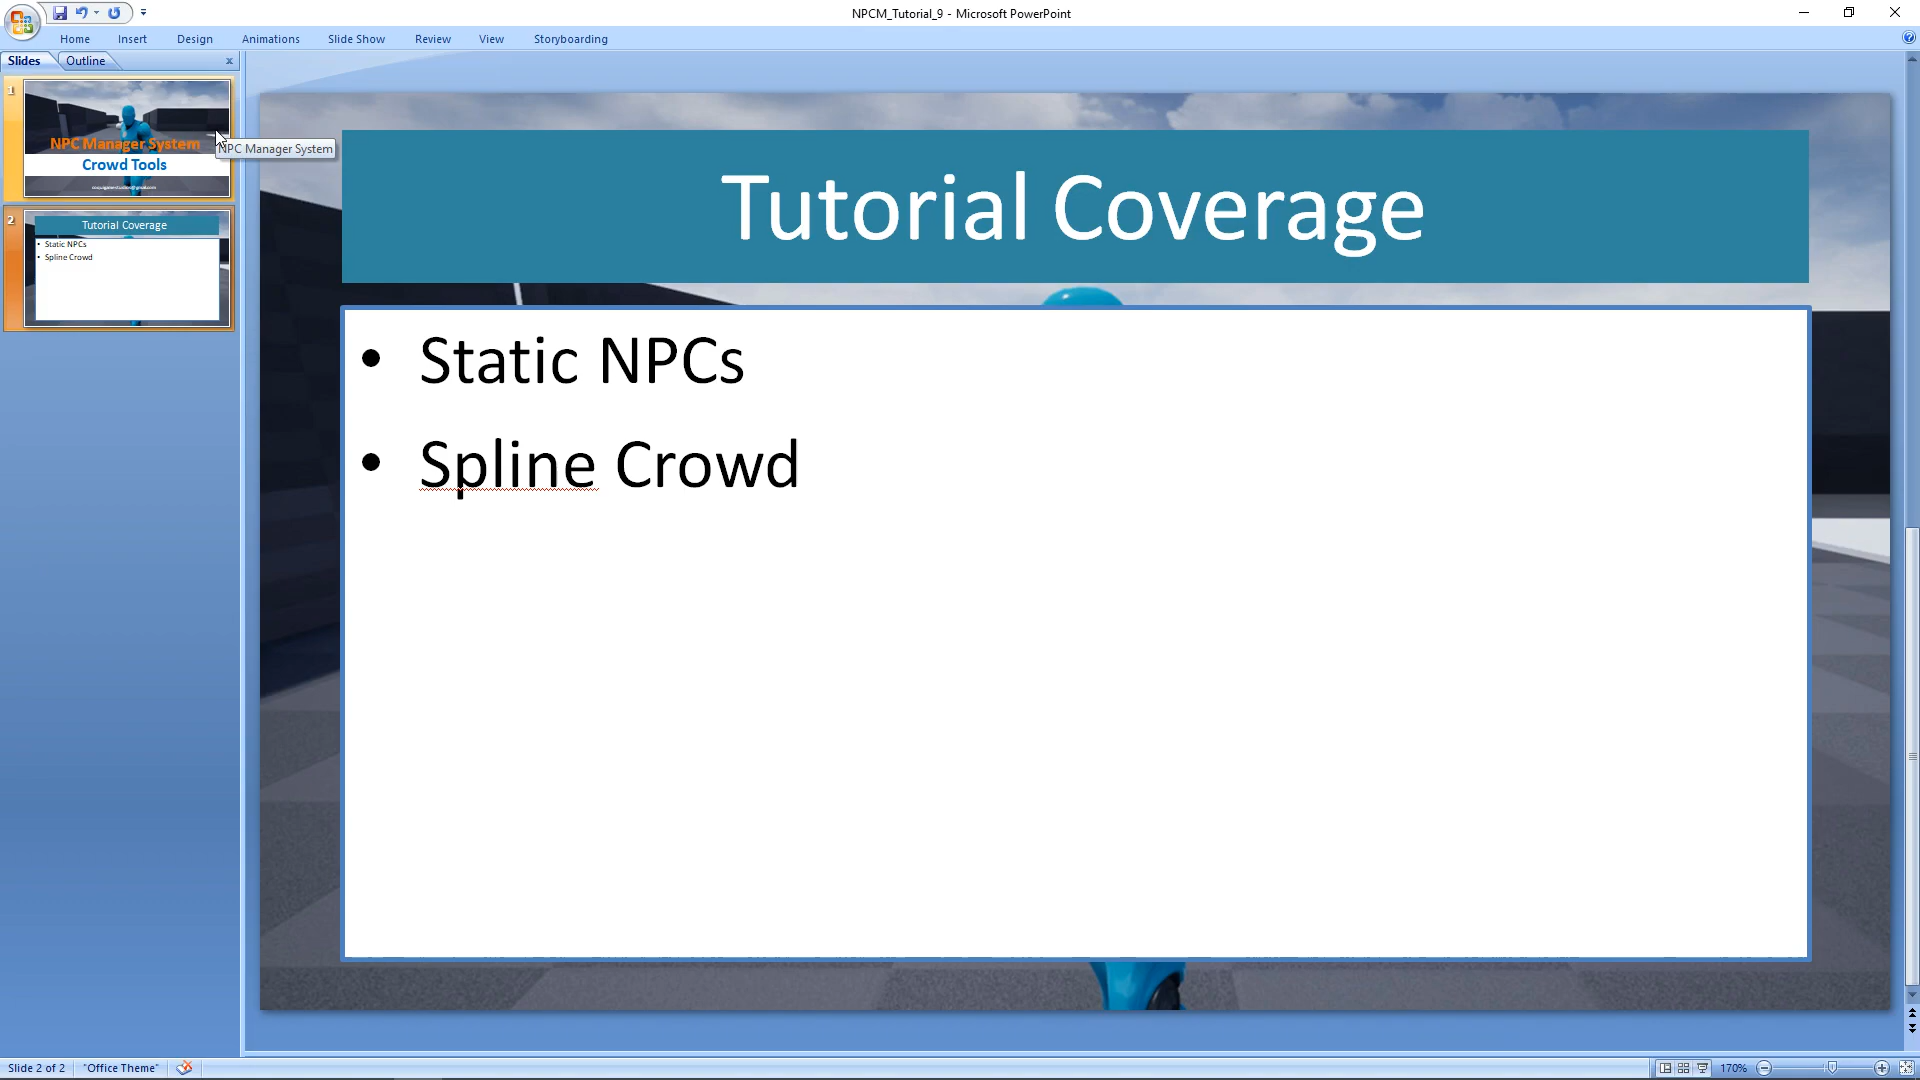 NPCM_Tutorial_9 - Microsoft PowerPoint
Home Insert Design Animations Slide Show Review View Storyboarding
Slides Outline x
1
NPC Manager System
Crowd Tools
NPC Manager System
2
Tutorial Coverage
• Static NPCs
• Spline Crowd
Tutorial Coverage
• Static NPCs
• Spline Crowd
Slide 2 of 2 "Office Theme" 170%